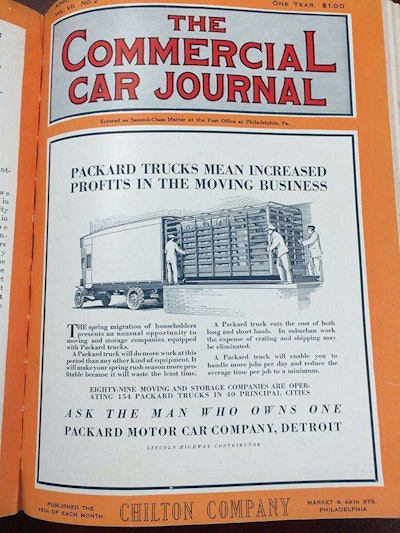 VOL. VII. No. 2
ONE YEAR, $1.00
THE
COMMERCIAL
CAR JOURNAL
Entered as Second-Class Matter at the Post Office at Philadelphia, Pa.
PACKARD TRUCKS MEAN INCREASED
PROFITS IN THE MOVING BUSINESS
THE spring migration of householders
presents an unusual opportunity to
moving and storage companies equipped
with Packard trucks.
A Packard truck will do more work at this
period than any other kind of equipment. It
will make your spring rush season more pro-
fitable because it will waste the least time.
A Packard truck cuts the cost of both
long and short hauls. In suburban work
the expense of crating and shipping may
be eliminated.
A Packard truck will enable you to
handle more jobs per day and reduce the
average time per job to a minimum.
EIGHTY-NINE MOVING AND STORAGE COMPANIES ARE OPER-
ATING 154 PACKARD TRUCKS IN 40 PRINCIPAL CITIES
ASK THE MAN WHO OWNS ONE
PACKARD MOTOR CAR COMPANY, DETROIT
LINCOLN HIGHWAY CONTRIBUTOR
PUBLISHED THE
15TH OF EACH MONTH
CHILTON COMPANY
MARKET & 49TH STS.
PHILADELPHIA